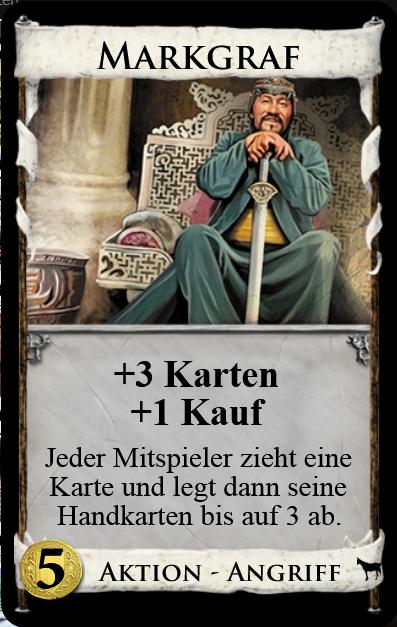 Markgraf
+3 Karten
+1 Kauf
Jeder Mitspieler zieht eine
Karte und legt dann seine
Handkarten bis auf 3 ab.
5 Aktion - Angriff